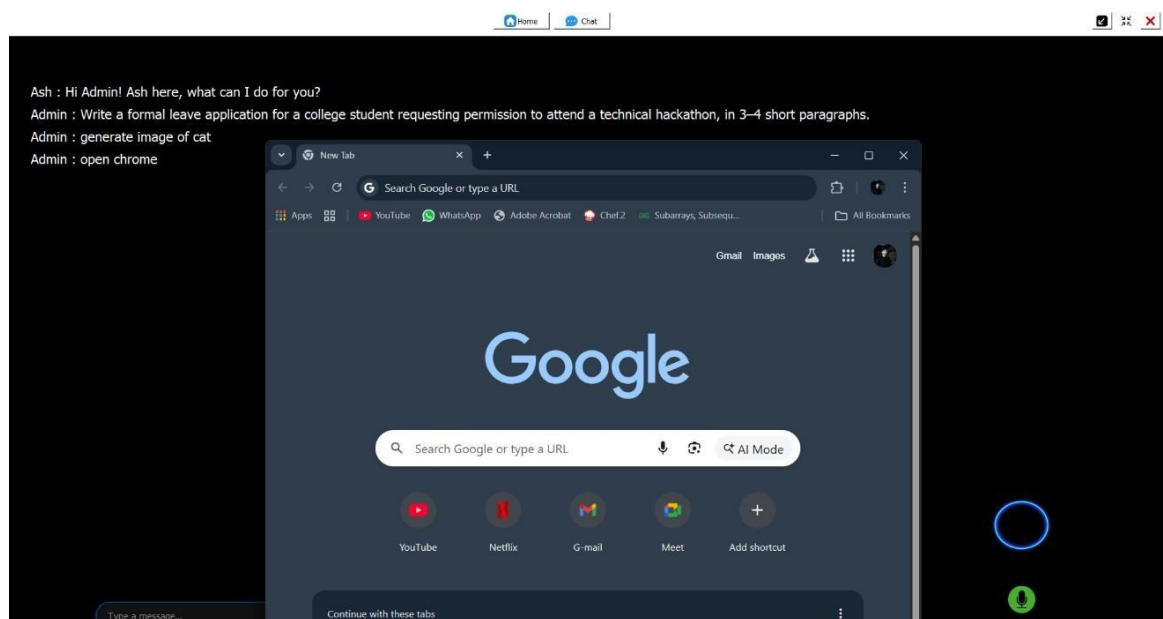 Home Chat
Ash : Hi Admin! Ash here, what can I do for you?
Admin : Write a formal leave application for a college student requesting permission to attend a technical hackathon, in 3–4 short paragraphs.
Admin : generate image of cat
Admin : open chrome
New Tab
G Search Google or type a URL
Apps YouTube WhatsApp Adobe Acrobat Chef.2 Subarrays, Subsequ... All Bookmarks
Gmail Images
Google
Search Google or type a URL AI Mode
YouTube Netflix G-mail Meet Add shortcut
Type a message... Continue with these tabs